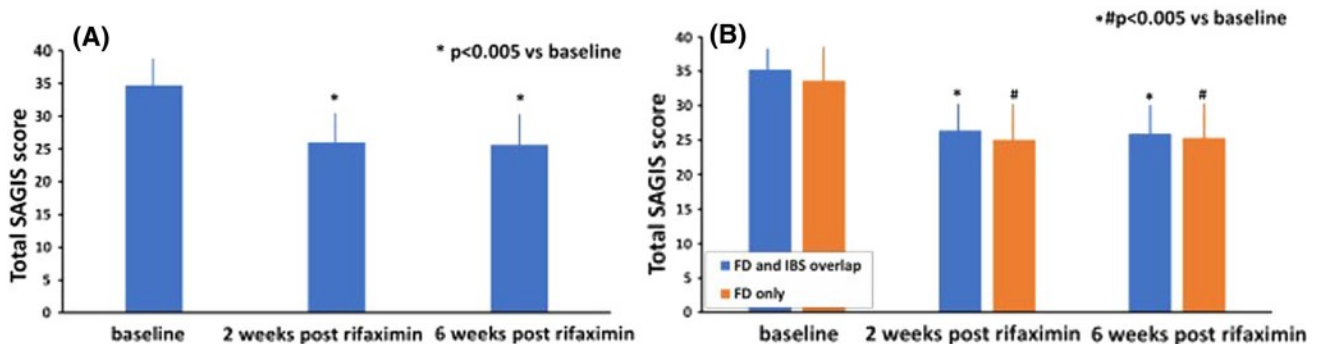 (A)
* p<0.005 vs baseline
Total SAGIS score
40
35
30
25
20
15
10
5
0
*
*
baseline
2 weeks post rifaximin
6 weeks post rifaximin
(B)
*#p<0.005 vs baseline
Total SAGIS score
40
35
30
25
20
15
10
5
0
*
#
*
#
FD and IBS overlap
FD only
baseline
2 weeks post rifaximin
6 weeks post rifaximin